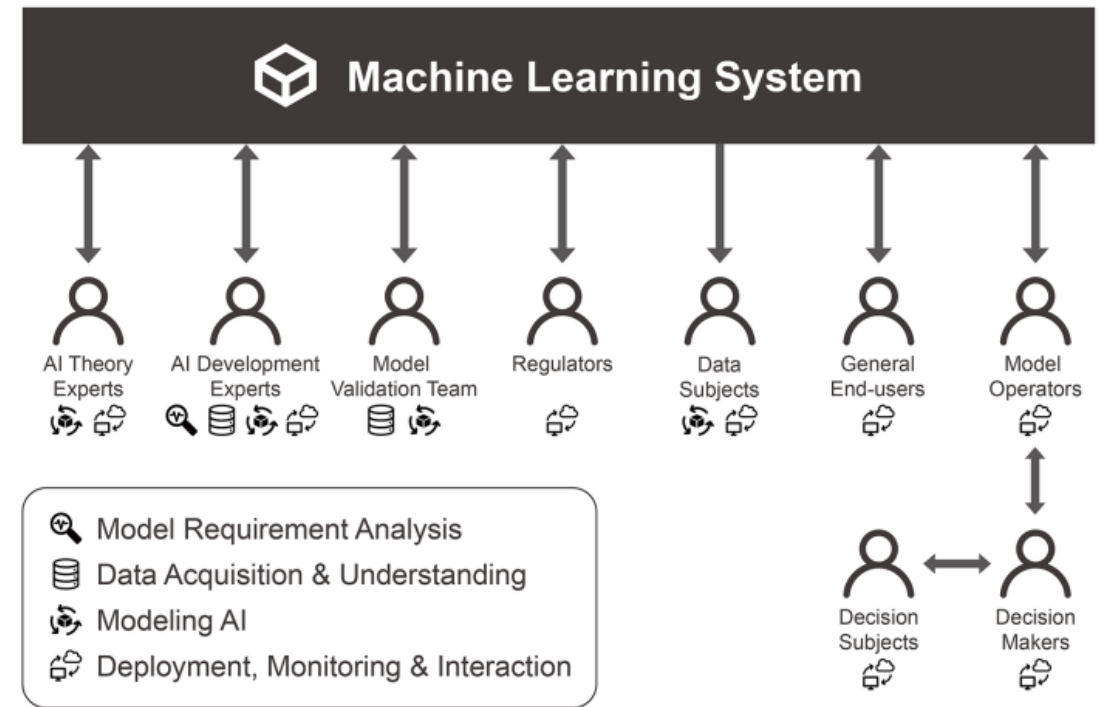 Machine Learning System
AI Theory
Experts
AI Development
Experts
Model
Validation Team
Regulators
Data
Subjects
General
End-users
Model
Operators
Model Requirement Analysis
Data Acquisition & Understanding
Modeling AI
Deployment, Monitoring & Interaction
Decision
Subjects
Decision
Makers